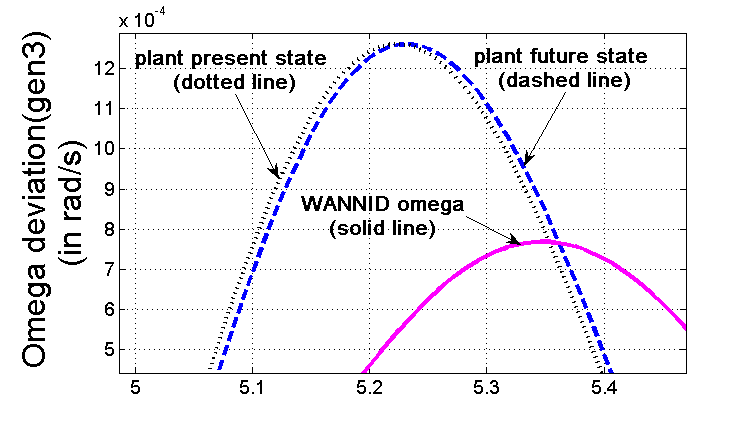 x 10-4
plant present state
(dotted line)
plant future state
(dashed line)
WANNID omega
(solid line)
Omega deviation(gen3)
(in rad/s)
12
11
10
9
8
7
6
5
5 5.1 5.2 5.3 5.4